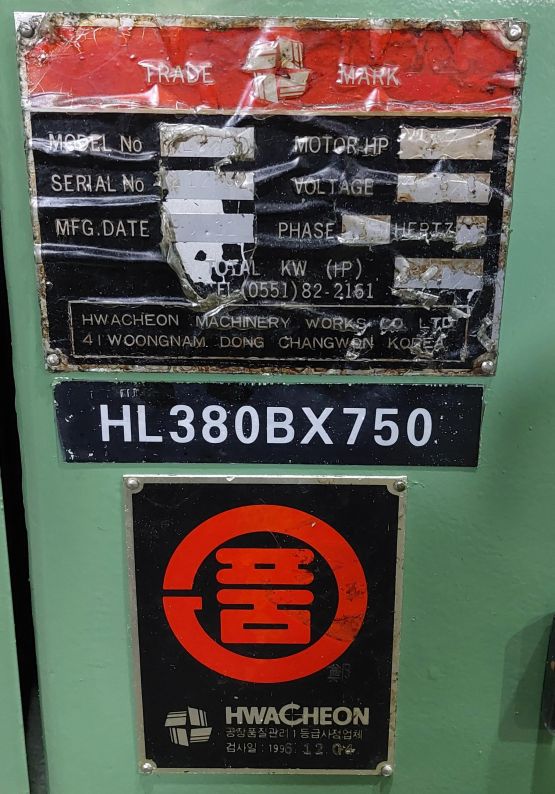 TRADE MARK
MODEL No MOTOR.HP
SERIAL No VOLTAGE
MFG.DATE PHASE HERTZ
TOTAL KW (HP)
TEL (0551) 82-2161
HWACHEON MACHINERY WORKS CO. LTD
41 WOONGNAM. DONG CHANGWON KOREA
HL380BX750
품
HWACHEON
공장품질관리1등급사정업체
검사일 : 1996.12.04